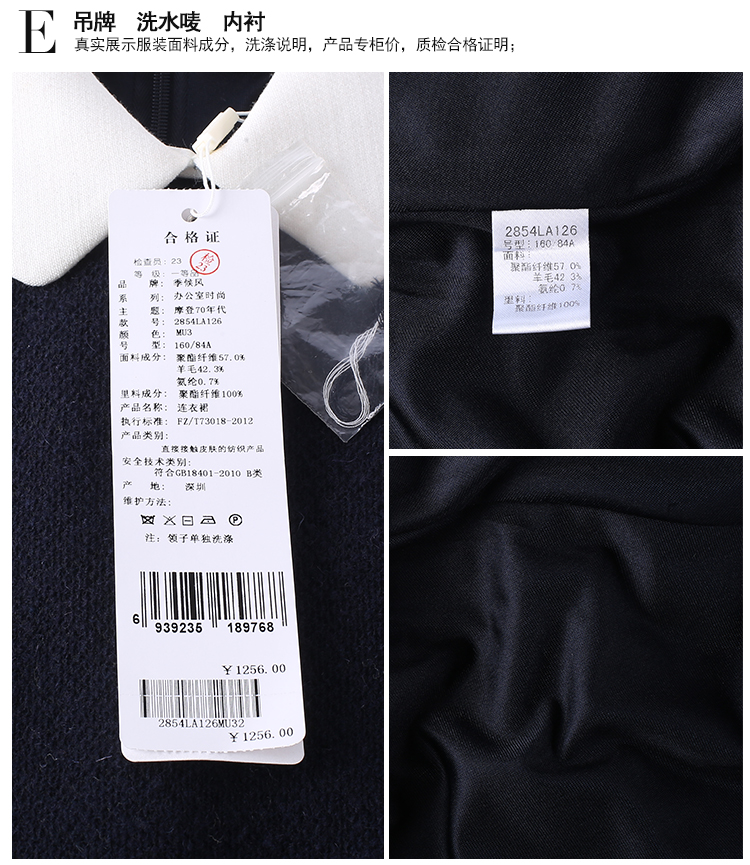 E 吊牌 洗水唛 内衬
真实展示服装面料成分，洗涤说明，产品专柜价，质检合格证明；
合格证
检查员: 23
等 级: 一等品
品 牌: 季候风
系 列: 办公室时尚
主 题: 摩登70年代
款 号: 2854LA126
颜 色: MU3
号 型: 160/84A
面料成分: 聚酯纤维57.0%
羊毛42.3%
氨纶0.7%
里料成分: 聚酯纤维100%
产品名称: 连衣裙
执行标准: FZ/T73018-2012
产品类别:
直接接触皮肤的纺织产品
安全技术类别:
符合GB18401-2010 B类
产 地: 深圳
维护方法:
注: 领子单独洗涤
6 939235 189768
￥1256.00
2854LA126MU32
￥1256.00
2854LA126
号型: 160/84A
面料:
聚酯纤维57.0%
羊毛42.3%
氨纶0.7%
里料:
聚酯纤维100%